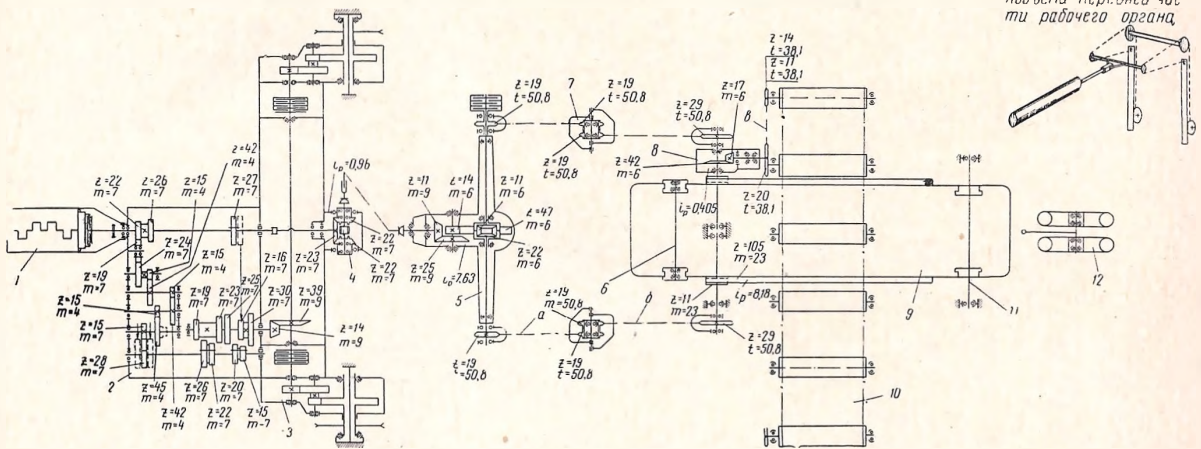 ти рабочего органа,
z=14
t=38,1
z=11
t=38,1
z=17
m=6
z=19
t=50,8
7
z=19
t=50,8
z=29
t=50,8
8
в
z=42
m=4
iр=0,96
z=19
t=50,8
z=42
m=6
z=22
m=7
z=26
m=7
z=15
m=4
z=27
m=7
z=11
m=9
z=14
m=6
z=11
m=6
z=20
t=38,1
iр=0,405
z=47
m=6
z=24
m=7
z=22
m=7
z=22
m=6
z=105
m=23
1
z=19
m=7
z=15
m=4
z=16
m=7
z=23
m=7
4
z=22
m=7
z=25
m=9
iр=7,63
5
6
12
z=25
m=7
z=23
m=7
z=19
m=7
z=30
m=7
z=39
m=9
z=15
m=4
z=15
m=7
z=14
m=9
z=19
m=50,8
а
б
z=11
m=23
iр=8,18
9
11
z=28
m=7
2
z=19
t=50,8
z=19
t=50,8
z=29
t=50,8
z=45
m=4
z=42
m=4
z=26
m=7
z=22
m=7
z=20
m=7
z=15
m=7
3
10